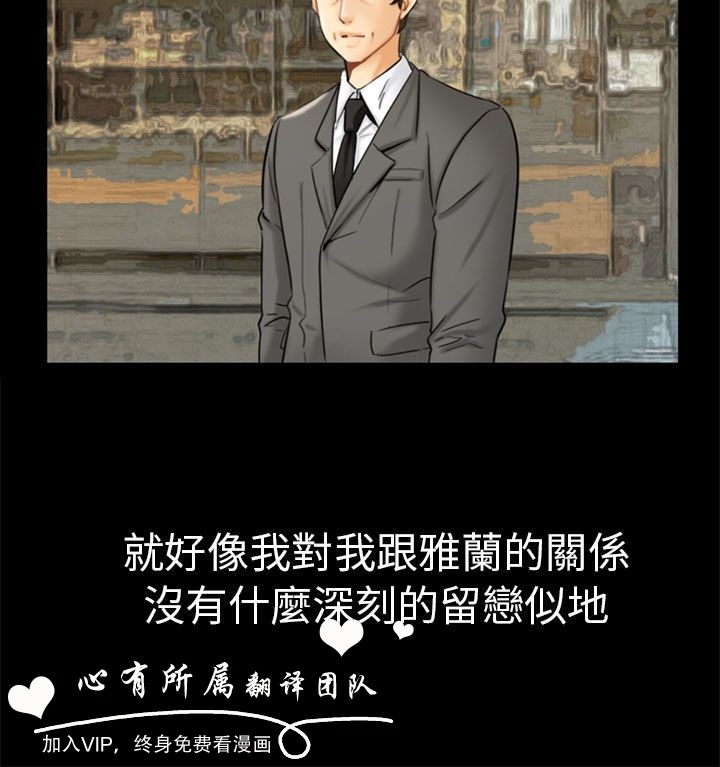 就好像我對我跟雅蘭的關係
沒有什麼深刻的留戀似地
心有所属翻译团队
加入VIP，终身免费看漫画